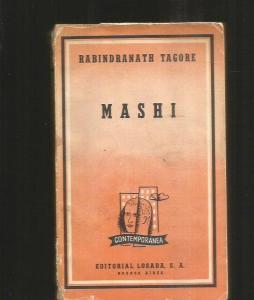 RABINDRANATH TAGORE
MASHI
CONTEMPORANEA
EDITORIAL LOSADA, S. A.
BUENOS AIRES